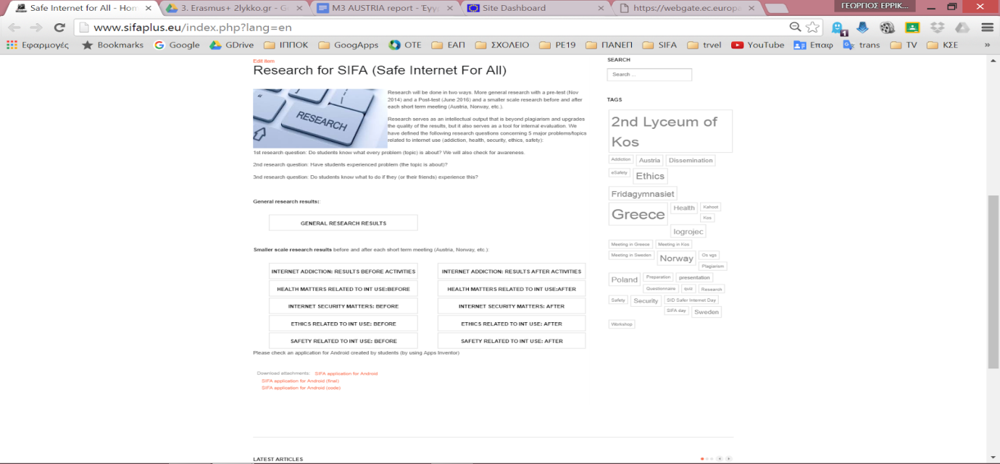 Safe Internet for All - Hom
3. Erasmus+ 2lykko.gr - G
M3 AUSTRIA report - Έγγ
Site Dashboard
https://webgate.ec.europa
ΓΕΩΡΓΙΟΣ ΕΡΡΙΚ...
www.sifaplus.eu/index.php?lang=en
1
Εφαρμογές Bookmarks Google GDrive ΙΠΠΟΚ GoogApps ΟΤΕ ΕΑΠ ΣΧΟΛΕΙΟ PE19 ΠΑΝΕΠ SIFA trvel YouTube Επαφ trans TV ΚΣΕ »
Edit item
Research for SIFA (Safe Internet For All)
RESEARCH
Research will be done in two ways. More general research with a pre-test (Nov
2014) and a Post-test (June 2016) and a smaller scale research before and after
each short term meeting (Austria, Norway, etc.).
Research serves as an intellectual output that is beyond plagiarism and upgrades
the quality of the results, but it also serves as a tool for internal evaluation. We
have defined the following research questions concerning 5 major problems/topics
related to internet use (addiction, health, security, ethics, safety):
1st research question: Do students know what every problem (topic) is about? We will also check for awareness.
2nd research question: Have students experienced problem (the topic is about)?
3nd research question: Do students know what to do if they (or their friends) experience this?
General research results:
GENERAL RESEARCH RESULTS
Smaller scale research results before and after each short term meeting (Austria, Norway, etc.):
INTERNET ADDICTION: RESULTS BEFORE ACTIVITIES
INTERNET ADDICTION: RESULTS AFTER ACTIVITIES
HEALTH MATTERS RELATED TO INT USE:BEFORE
HEALTH MATTERS RELATED TO INT USE:AFTER
INTERNET SECURITY MATTERS: BEFORE
INTERNET SECURITY MATTERS: AFTER
ETHICS RELATED TO INT USE: BEFORE
ETHICS RELATED TO INT USE: AFTER
SAFETY RELATED TO INT USE: BEFORE
SAFETY RELATED TO INT USE: AFTER
Please check an application for Android created by students (by using Apps Inventor)
Download attachments: SIFA application for Android
SIFA application for Android (final)
SIFA application for Android (code)
LATEST ARTICLES
SEARCH
Search ...
TAGS
2nd Lyceum of
Kos
Addiction Austria Dissemination
eSafety Ethics
Fridagymnasiet
Greece Health Kahoot
Kos
logrojec
Meeting in Greece Meeting in Kos
Meeting in Sweden Norway Os vgs
Plagiarism
Poland Preparation presentation
Questionnaire quiz Research
Safety Security SID Safer Internet Day
SIFA day Sweden
Workshop